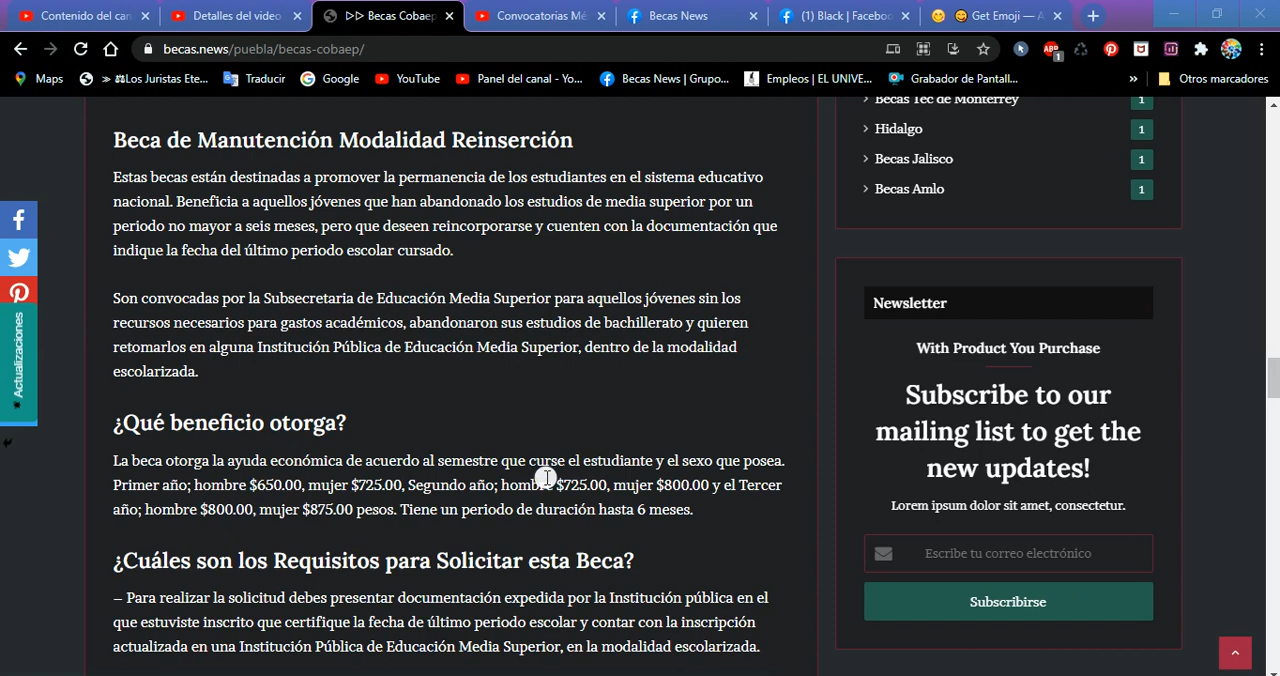 Contenido del can
Detalles del video
▷▷ Becas Cobaep
Convocatorias Mé
Becas News
(1) Black | Facebo
😄 Get Emoji — A
becas.news/puebla/becas-cobaep/
Maps
» ⚖Los Juristas Ete...
Traducir
Google
YouTube
Panel del canal - Yo...
Becas News | Grupo...
Empleos | EL UNIVE...
Grabador de Pantall...
»
Otros marcadores
Beca de Manutención Modalidad Reinserción
Estas becas están destinadas a promover la permanencia de los estudiantes en el sistema educativo
nacional. Beneficia a aquellos jóvenes que han abandonado los estudios de media superior por un
periodo no mayor a seis meses, pero que deseen reincorporarse y cuenten con la documentación que
indique la fecha del último periodo escolar cursado.
Son convocadas por la Subsecretaria de Educación Media Superior para aquellos jóvenes sin los
recursos necesarios para gastos académicos, abandonaron sus estudios de bachillerato y quieren
retomarlos en alguna Institución Pública de Educación Media Superior, dentro de la modalidad
escolarizada.
¿Qué beneficio otorga?
La beca otorga la ayuda económica de acuerdo al semestre que curse el estudiante y el sexo que posea.
Primer año; hombre $650.00, mujer $725.00, Segundo año; hombre $725.00, mujer $800.00 y el Tercer
año; hombre $800.00, mujer $875.00 pesos. Tiene un periodo de duración hasta 6 meses.
¿Cuáles son los Requisitos para Solicitar esta Beca?
– Para realizar la solicitud debes presentar documentación expedida por la Institución pública en el
que estuviste inscrito que certifique la fecha de último periodo escolar y contar con la inscripción
actualizada en una Institución Pública de Educación Media Superior, en la modalidad escolarizada.
Becas Tec de Monterrey 1
Hidalgo 1
Becas Jalisco 1
Becas Amlo 1
Newsletter
With Product You Purchase
Subscribe to our
mailing list to get the
new updates!
Lorem ipsum dolor sit amet, consectetur.
Escribe tu correo electrónico
Subscribirse
Actualizaciones
ABP
1